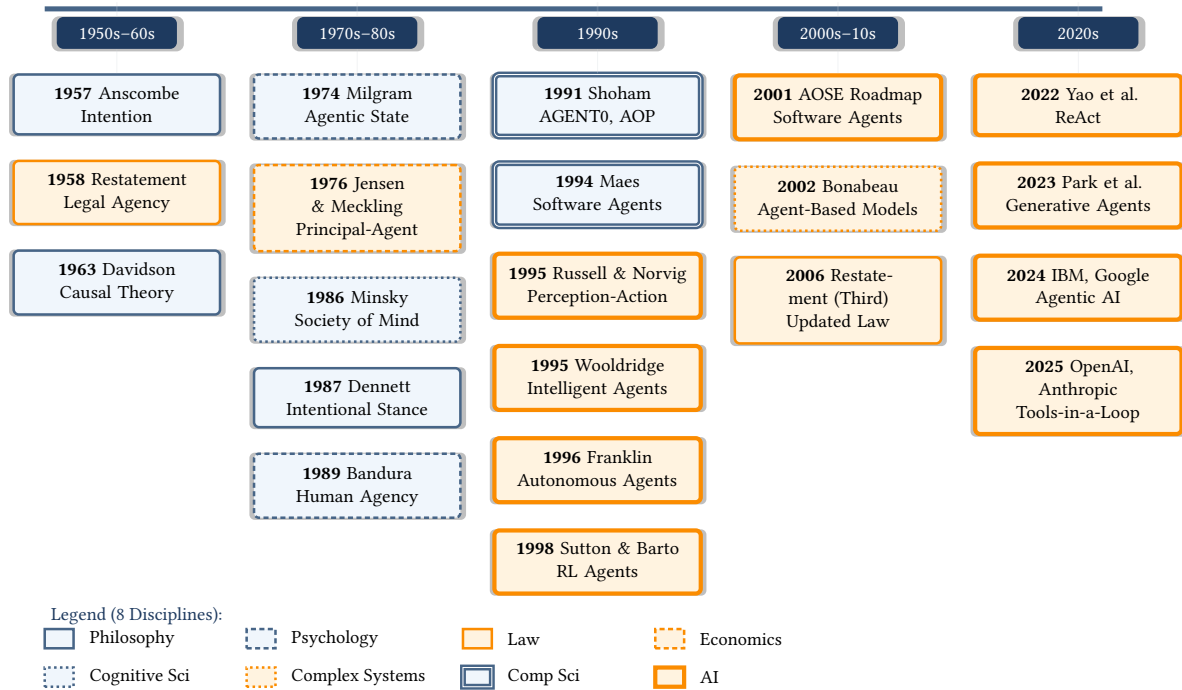 1950s–60s
1970s–80s
1990s
2000s–10s
2020s
1957 Anscombe
Intention
1958 Restatement
Legal Agency
1963 Davidson
Causal Theory
1974 Milgram
Agentic State
1976 Jensen
& Meckling
Principal-Agent
1986 Minsky
Society of Mind
1987 Dennett
Intentional Stance
1989 Bandura
Human Agency
1991 Shoham
AGENT0, AOP
1994 Maes
Software Agents
1995 Russell & Norvig
Perception-Action
1995 Wooldridge
Intelligent Agents
1996 Franklin
Autonomous Agents
1998 Sutton & Barto
RL Agents
2001 AOSE Roadmap
Software Agents
2002 Bonabeau
Agent-Based Models
2006 Restate-
ment (Third)
Updated Law
2022 Yao et al.
ReAct
2023 Park et al.
Generative Agents
2024 IBM, Google
Agentic AI
2025 OpenAI,
Anthropic
Tools-in-a-Loop
Legend (8 Disciplines):
Philosophy
Psychology
Law
Economics
Cognitive Sci
Complex Systems
Comp Sci
AI